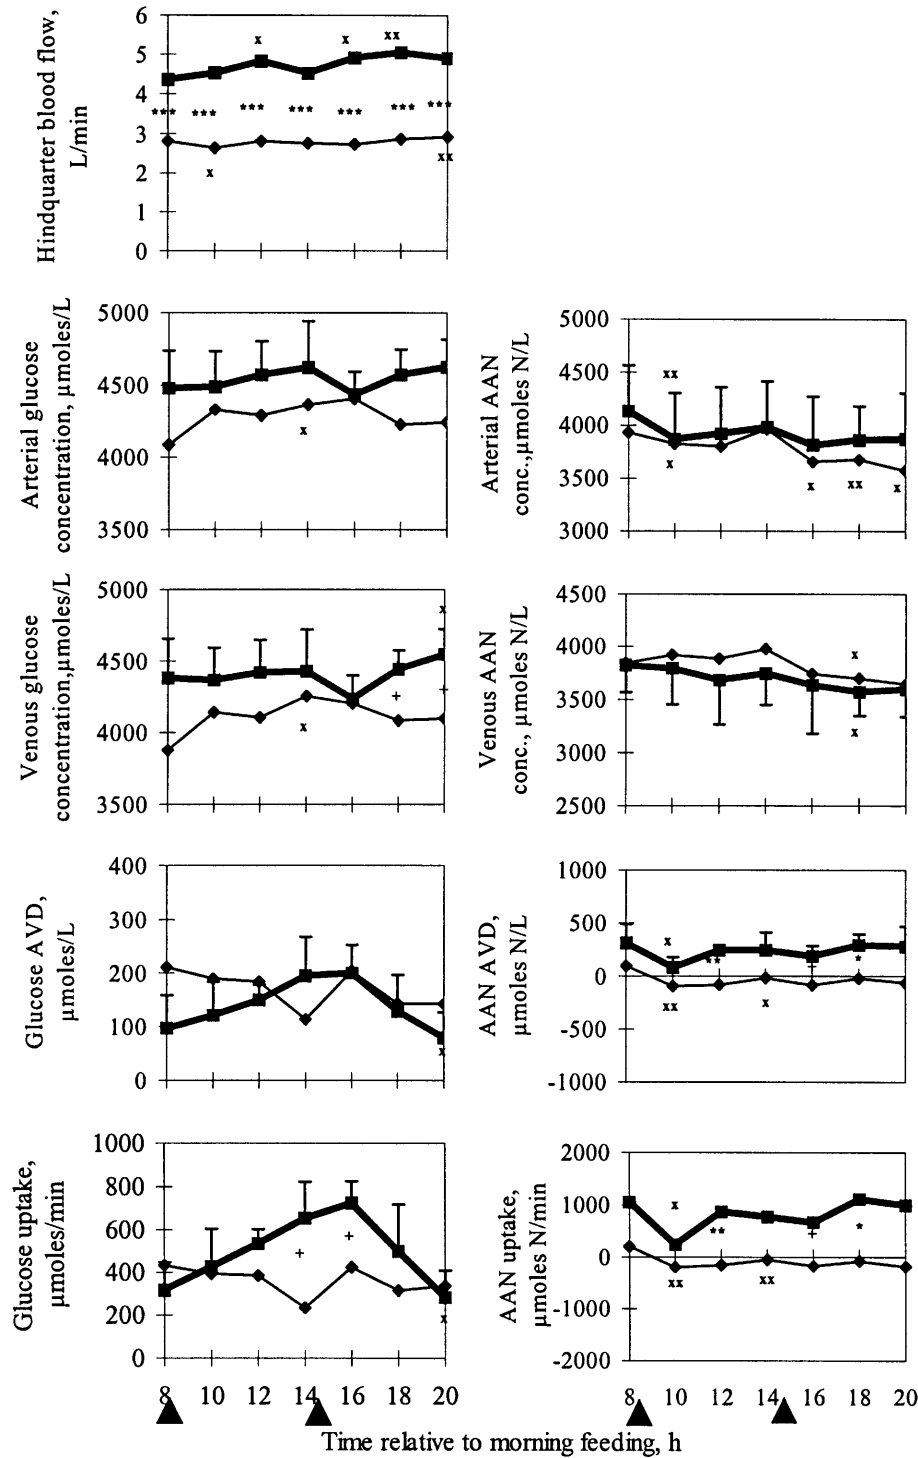 Hindquarter blood flow,
L/min
6
5
4
3
2
1
0
x
x
xx
***
***
***
***
***
***
***
x
xx
Arterial glucose
concentration, µmoles/L
5000
4500
4000
3500
x
Arterial AAN
conc.,µmoles N/L
5000
4500
4000
3500
3000
xx
x
x
xx
x
Venous glucose
concentration,µmoles/L
5000
4500
4000
3500
x
+
+
x
Venous AAN
conc., µmoles N/L
4500
4000
3500
3000
2500
x
x
Glucose AVD,
µmoles/L
400
300
200
100
0
x
AAN AVD,
µmoles N/L
1000
500
0
-500
-1000
x
**
+
*
xx
x
Glucose uptake,
µmoles/min
1000
800
600
400
200
0
+
+
x
8 10 12 14 16 18 20
AAN uptake,
µmoles N/min
2000
1000
0
-1000
-2000
x
**
+
*
xx
xx
8 10 12 14 16 18 20
Time relative to morning feeding, h